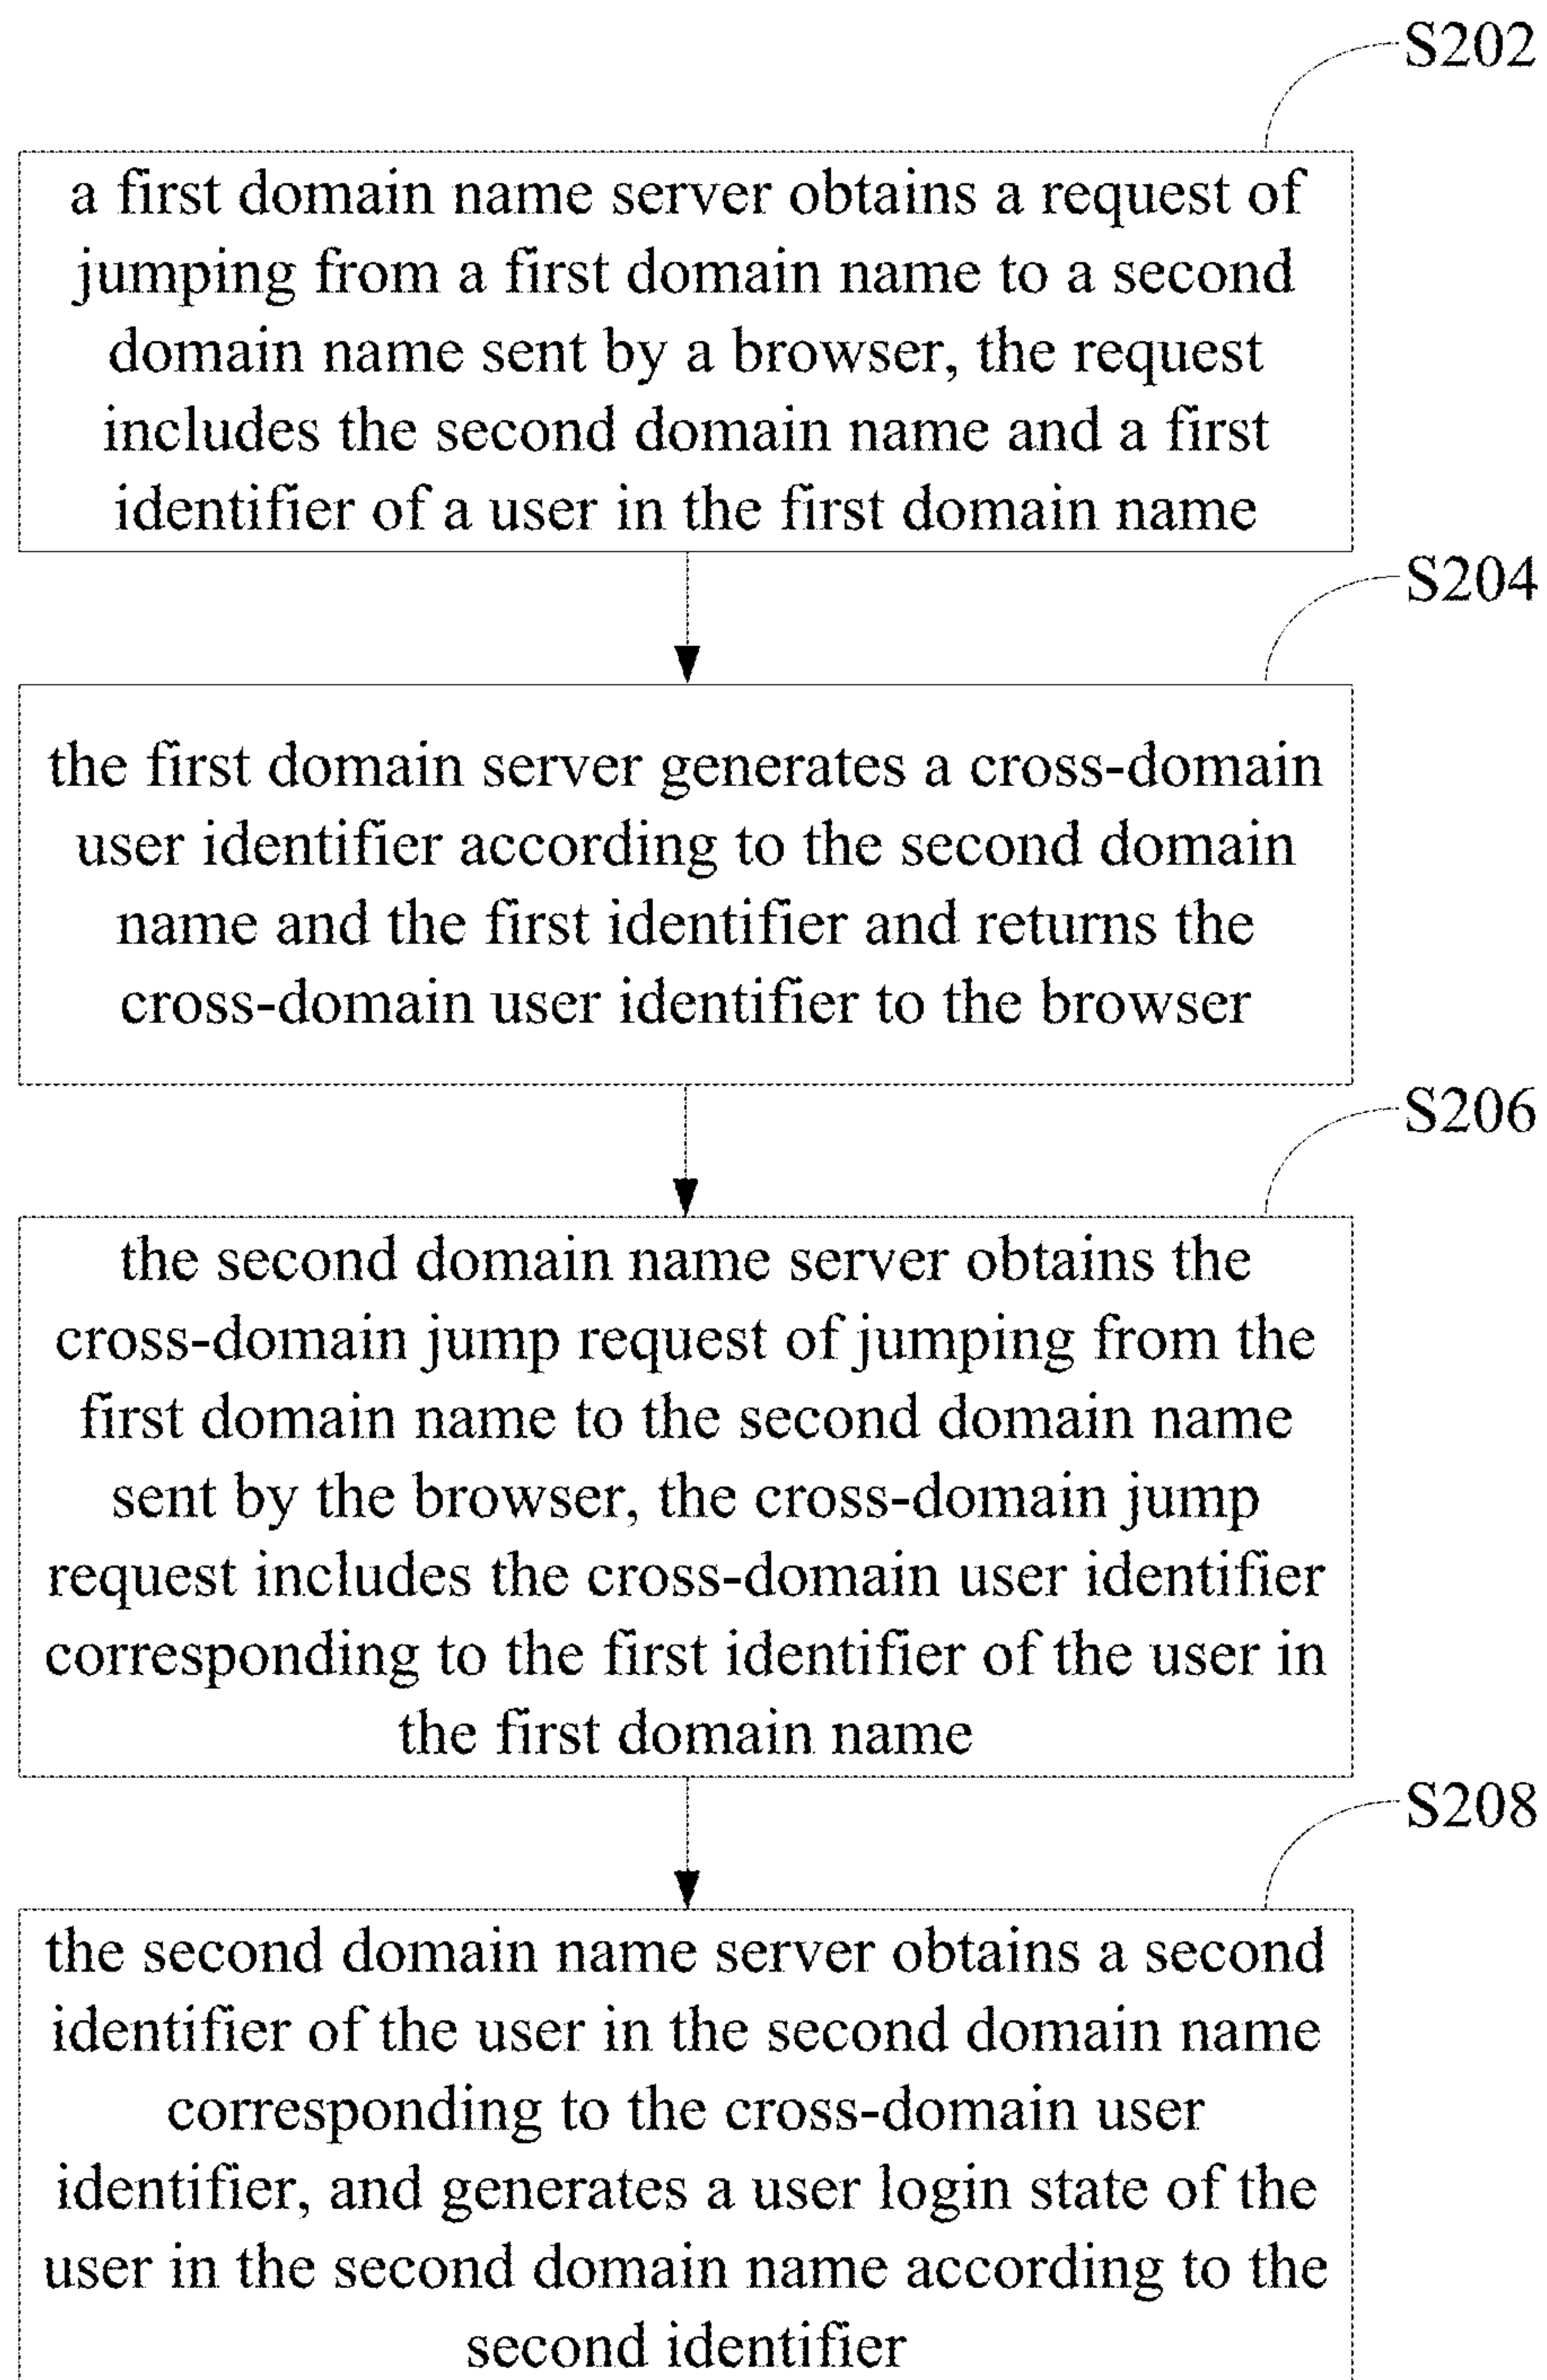 S202
a first domain name server obtains a request of
jumping from a first domain name to a second
domain name sent by a browser, the request
includes the second domain name and a first
identifier of a user in the first domain name
S204
the first domain server generates a cross-domain
user identifier according to the second domain
name and the first identifier and returns the
cross-domain user identifier to the browser
S206
the second domain name server obtains the
cross-domain jump request of jumping from the
first domain name to the second domain name
sent by the browser, the cross-domain jump
request includes the cross-domain user identifier
corresponding to the first identifier of the user in
the first domain name
S208
the second domain name server obtains a second
identifier of the user in the second domain name
corresponding to the cross-domain user
identifier, and generates a user login state of the
user in the second domain name according to the
second identifier